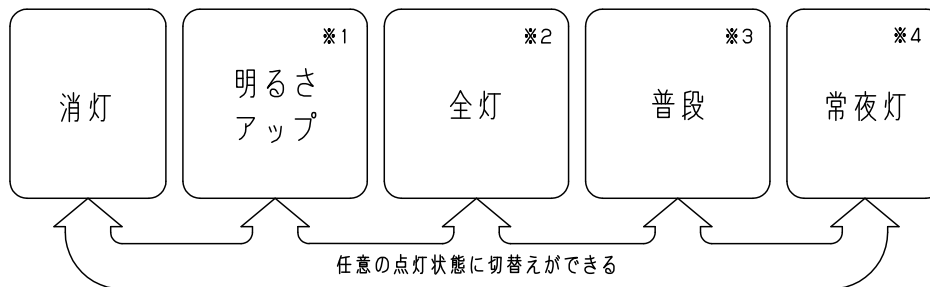 消灯
※1
明るさ
アップ
※2
全灯
※3
普段
※4
常夜灯
任意の点灯状態に切替えができる